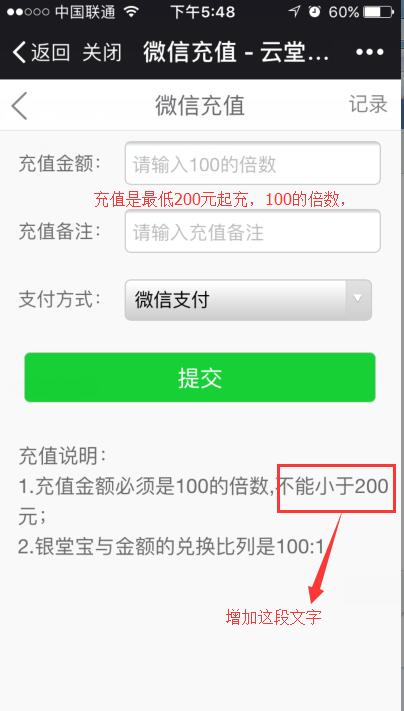 中国联通 下午5:48 60%
返回 关闭 微信充值 - 云堂... •••
微信充值 记录
充值金额： 请输入100的倍数
充值是最低200元起充，100的倍数，
充值备注： 请输入充值备注
支付方式： 微信支付
提交
充值说明：
1.充值金额必须是100的倍数,不能小于200
元；
2.银堂宝与金额的兑换比列是100:1
增加这段文字